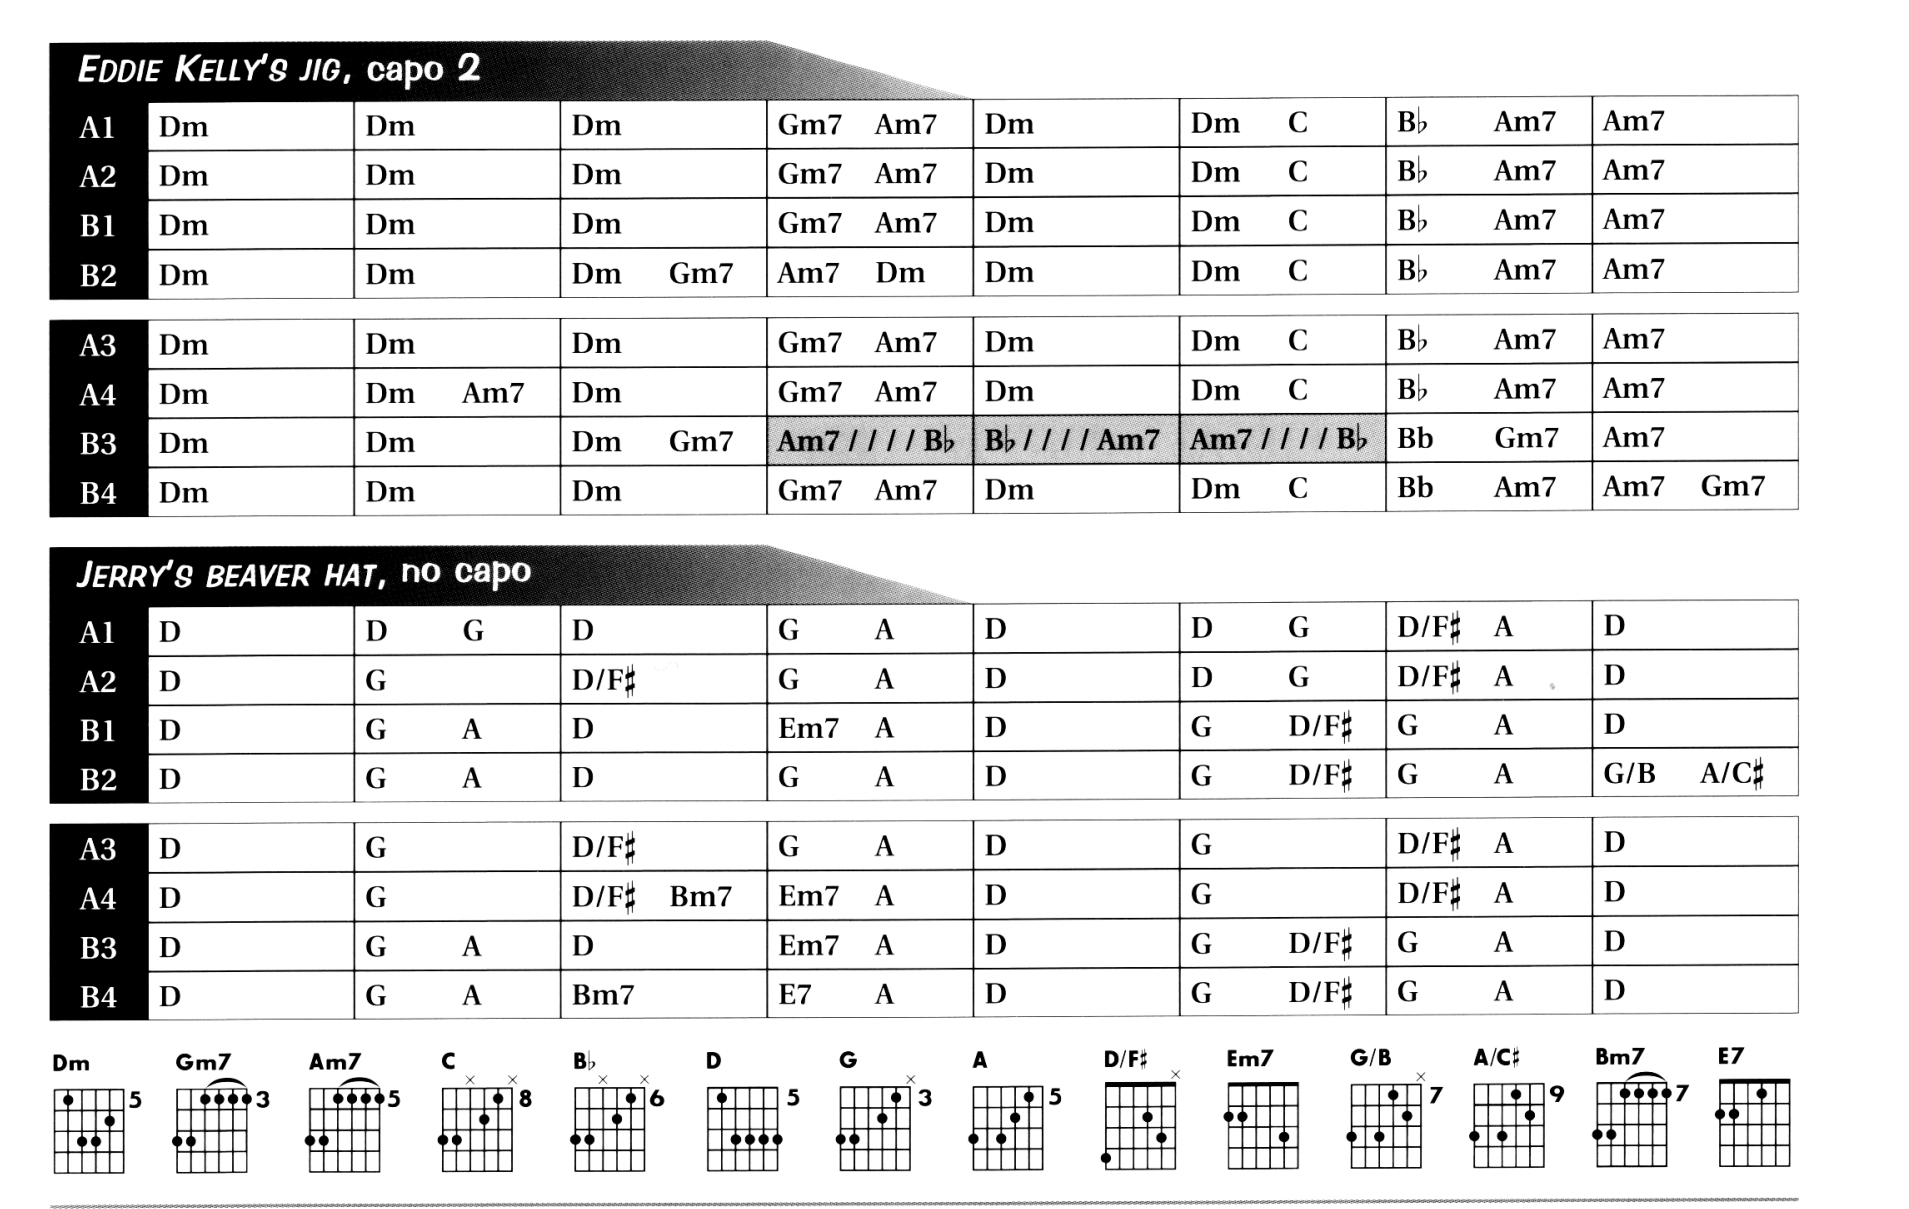 EDDIE KELLY'S JIG, capo 2
A1 Dm Dm Dm Gm7 Am7 Dm Dm C B♭ Am7 Am7
A2 Dm Dm Dm Gm7 Am7 Dm Dm C B♭ Am7 Am7
B1 Dm Dm Dm Gm7 Am7 Dm Dm C B♭ Am7 Am7
B2 Dm Dm Dm Gm7 Am7 Dm Dm Dm C B♭ Am7 Am7
A3 Dm Dm Dm Gm7 Am7 Dm Dm C B♭ Am7 Am7
A4 Dm Dm Am7 Dm Gm7 Am7 Dm Dm C B♭ Am7 Am7
B3 Dm Dm Dm Gm7 Am7 / / / / B♭ B♭ / / / / Am7 Am7 / / / / B♭ Bb Gm7 Am7
B4 Dm Dm Dm Gm7 Am7 Dm Dm C Bb Am7 Am7 Gm7
JERRY'S BEAVER HAT, no capo
A1 D D G D G A D D G D/F♯ A D
A2 D G D/F♯ G A D D G D/F♯ A D
B1 D G A D Em7 A D G D/F♯ G A D
B2 D G A D G A D G D/F♯ G A G/B A/C♯
A3 D G D/F♯ G A D G D/F♯ A D
A4 D G D/F♯ Bm7 Em7 A D G D/F♯ A D
B3 D G A D Em7 A D G D/F♯ G A D
B4 D G A Bm7 E7 A D G D/F♯ G A D
Dm Gm7 Am7 C B♭ D G A D/F♯ Em7 G/B A/C♯ Bm7 E7
× × × × × × ×
5 3 5 8 6 5 3 5 7 9 7